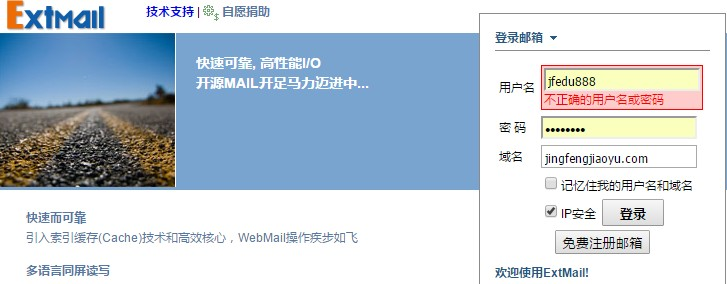 ExtMail
技术支持 | $ 自愿捐助
快速可靠, 高性能I/O
开源MAIL开足马力迈进中...
登录邮箱
用户名 jfedu888
不正确的用户名或密码
密 码 ••••••••
域名 jingfengjiaoyu.com
记忆住我的用户名和域名
IP安全 登录
免费注册邮箱
欢迎使用ExtMail!
快速而可靠
引入索引缓存(Cache)技术和高效核心，WebMail操作疾步如飞
多语言同屏读写